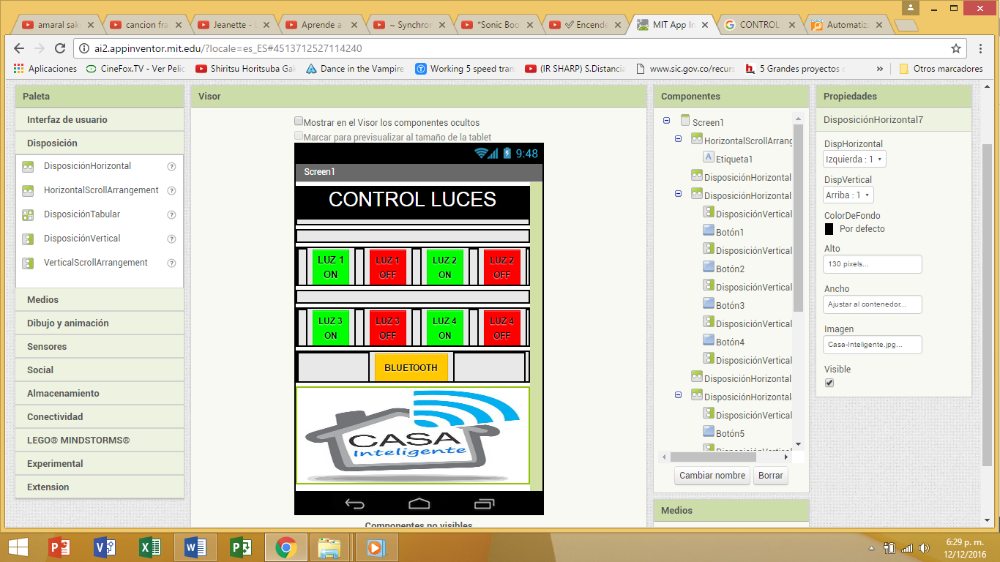 amaral sak
cancion fra
Jeanette -
Aprende a
~ Synchron
*Sonic Boo
Encende
MIT App In
CONTROL
Automatiz
ai2.appinventor.mit.edu/?locale=es_ES#4513712527114240
Aplicaciones
CineFox.TV - Ver Pelic
Shiritsu Horitsuba Gak
Dance in the Vampire
Working 5 speed tran
(IR SHARP) S.Distancia
www.sic.gov.co/recurs
5 Grandes proyectos
»
Otros marcadores
Paleta
Interfaz de usuario
Disposición
DisposiciónHorizontal
HorizontalScrollArrangement
DisposiciónTabular
DisposiciónVertical
VerticalScrollArrangement
Medios
Dibujo y animación
Sensores
Social
Almacenamiento
Conectividad
LEGO® MINDSTORMS®
Experimental
Extension
Visor
Mostrar en el Visor los componentes ocultos
Marcar para previsualizar al tamaño de la tablet
9:48
Screen1
CONTROL LUCES
LUZ 1 ON
LUZ 1 OFF
LUZ 2 ON
LUZ 2 OFF
LUZ 3 ON
LUZ 3 OFF
LUZ 4 ON
LUZ 4 OFF
BLUETOOTH
CASA
Inteligente
Componentes no visibles
Componentes
Screen1
HorizontalScrollArrang
Etiqueta1
DisposiciónHorizontal
DisposiciónHorizontal
DisposiciónVertical
Botón1
DisposiciónVertical
Botón2
DisposiciónVertical
Botón3
DisposiciónVertical
Botón4
DisposiciónVertical
DisposiciónHorizontal
DisposiciónHorizontal
DisposiciónVertical
Botón5
DisposiciónVertical
Cambiar nombre
Borrar
Medios
Propiedades
DisposiciónHorizontal7
DispHorizontal
Izquierda : 1
DispVertical
Arriba : 1
ColorDeFondo
Por defecto
Alto
130 pixels...
Ancho
Ajustar al contenedor...
Imagen
Casa-Inteligente.jpg...
Visible
6:29 p. m.
12/12/2016